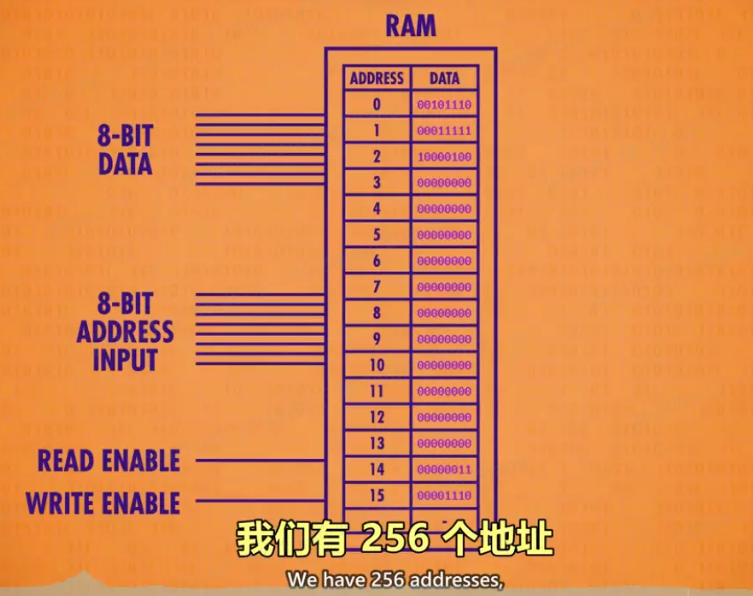 RAM
ADDRESS DATA
0 00101110
1 00011111
2 10000100
3 00000000
4 00000000
5 00000000
6 00000000
7 00000000
8 00000000
9 00000000
10 00000000
11 00000000
12 00000000
13 00000000
14 00000011
15 00001110
8-BIT
DATA
8-BIT
ADDRESS
INPUT
READ ENABLE
WRITE ENABLE
我们有 256 个地址
We have 256 addresses,